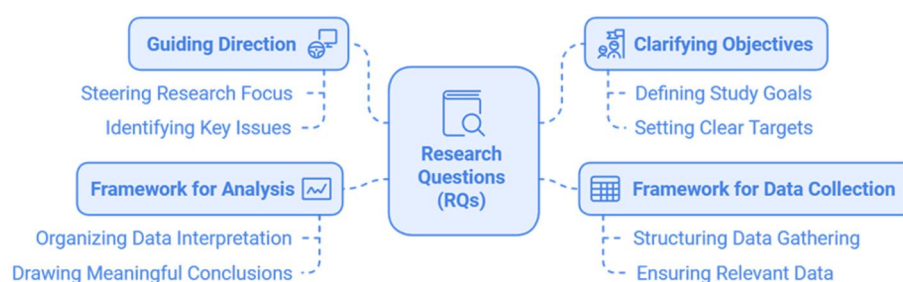 Guiding Direction
Steering Research Focus
Identifying Key Issues
Framework for Analysis
Organizing Data Interpretation
Drawing Meaningful Conclusions
Research
Questions
(RQs)
Clarifying Objectives
Defining Study Goals
Setting Clear Targets
Framework for Data Collection
Structuring Data Gathering
Ensuring Relevant Data